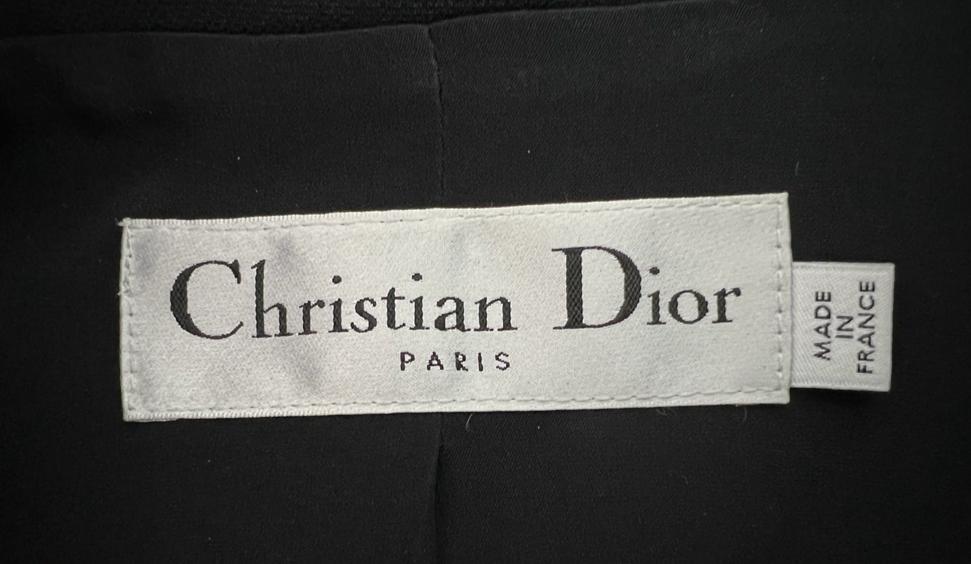 Christian Dior
PARIS
MADE
IN
FRANCE